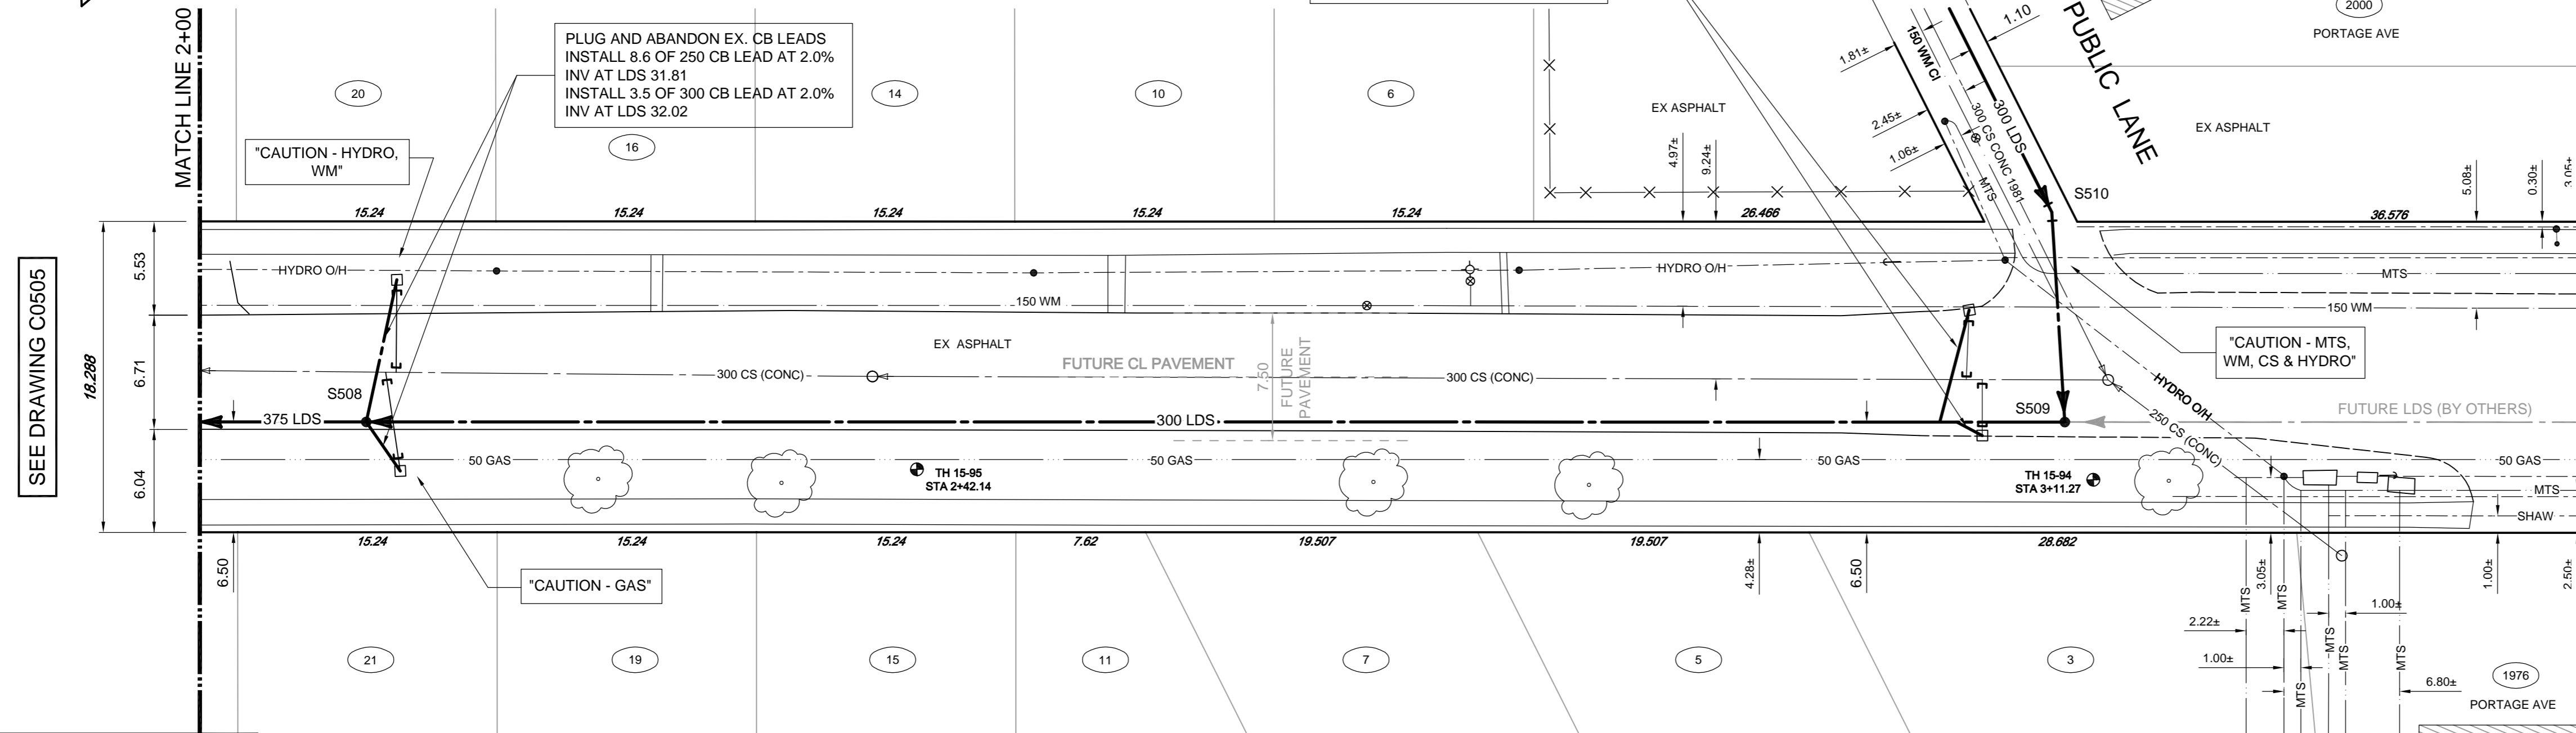 MATCH LINE 2+00
SEE DRAWING C0505
PLUG AND ABANDON EX. CB LEADS
INSTALL 8.6 OF 250 CB LEAD AT 2.0%
INV AT LDS 31.81
INSTALL 3.5 OF 300 CB LEAD AT 2.0%
INV AT LDS 32.02
"CAUTION - HYDRO,
WM"
20
16
14
10
6
EX ASPHALT
4.97±
9.24±
1.81±
2.45±
1.06±
150 WM CI
300 CS CONC 1981
300 LDS
MTS
1.10
PUBLIC LANE
2000
PORTAGE AVE
EX ASPHALT
S510
5.08±
0.30±
3.05±
15.24
15.24
15.24
15.24
15.24
26.466
36.576
18.288
5.53
6.71
6.04
HYDRO O/H
HYDRO O/H
MTS
150 WM
150 WM
EX ASPHALT
FUTURE CL PAVEMENT
7.50
FUTURE
PAVEMENT
300 CS (CONC)
300 CS (CONC)
"CAUTION - MTS,
WM, CS & HYDRO"
HYDRO O/H
250 CS (CONC)
S508
375 LDS
300 LDS
S509
FUTURE LDS (BY OTHERS)
50 GAS
50 GAS
50 GAS
50 GAS
TH 15-95
STA 2+42.14
TH 15-94
STA 3+11.27
MTS
SHAW
15.24
15.24
15.24
7.62
19.507
19.507
28.682
6.50
"CAUTION - GAS"
4.28±
6.50
3.05±
1.00±
2.50±
MTS
MTS
MTS
MTS
MTS
MTS
2.22±
1.00±
1.00±
6.80±
21
19
15
11
7
5
3
1976
PORTAGE AVE